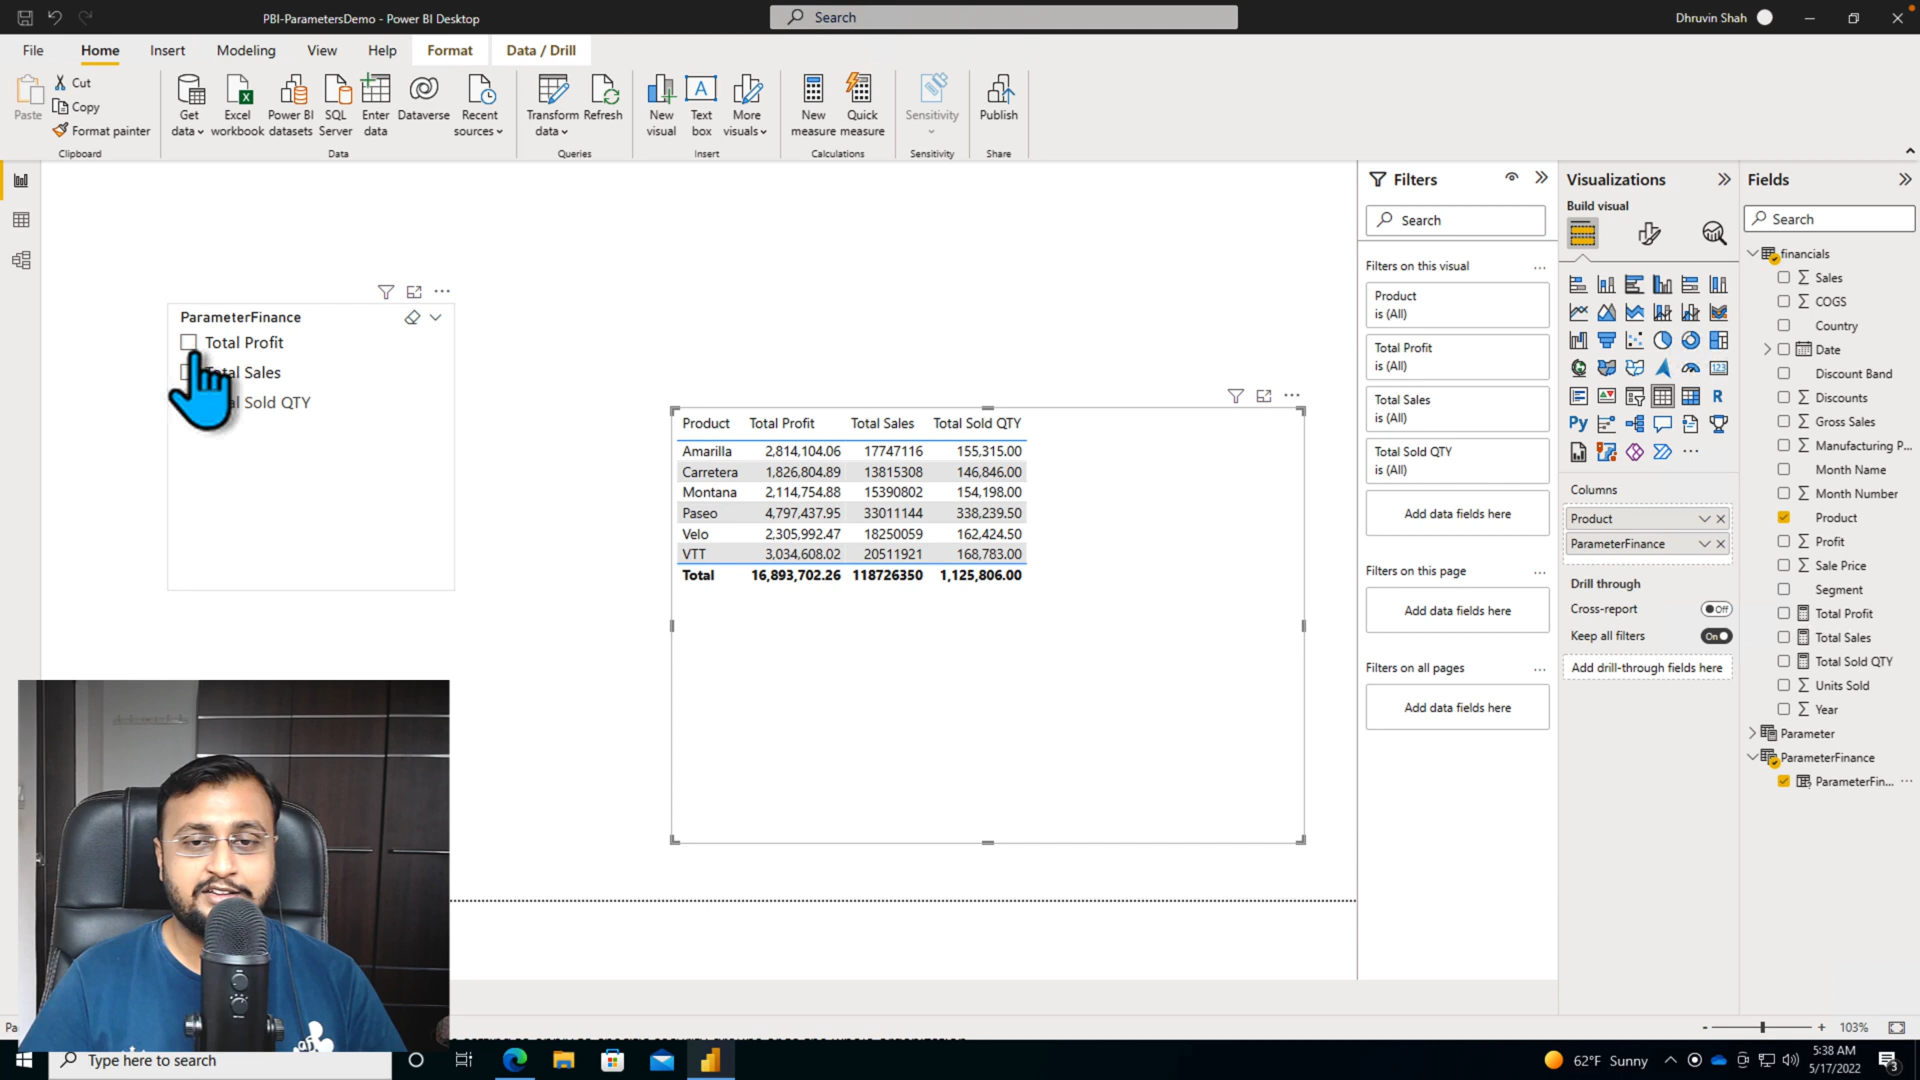 PBI-ParametersDemo - Power BI Desktop
Search
Dhruvin Shah
File
Home
Insert
Modeling
View
Help
Format
Data / Drill
Paste
Cut
Copy
Format painter
Clipboard
Get data
Excel workbook
Power BI datasets
SQL Server
Enter data
Dataverse
Recent sources
Data
Transform data
Refresh
Queries
New visual
Text box
More visuals
Insert
New measure
Quick measure
Calculations
Sensitivity
Sensitivity
Publish
Share
ParameterFinance
Total Profit
tal Sales
al Sold QTY
Product Total Profit Total Sales Total Sold QTY
Amarilla 2,814,104.06 17747116 155,315.00
Carretera 1,826,804.89 13815308 146,846.00
Montana 2,114,754.88 15390802 154,198.00
Paseo 4,797,437.95 33011144 338,239.50
Velo 2,305,992.47 18250059 162,424.50
VTT 3,034,608.02 20511921 168,783.00
Total 16,893,702.26 118726350 1,125,806.00
Filters
Search
Filters on this visual
Product
is (All)
Total Profit
is (All)
Total Sales
is (All)
Total Sold QTY
is (All)
Add data fields here
Filters on this page
Add data fields here
Filters on all pages
Add data fields here
Visualizations
Build visual
R
Py
123
Columns
Product
ParameterFinance
Drill through
Cross-report Off
Keep all filters On
Add drill-through fields here
Fields
Search
financials
Sales
COGS
Country
Date
Discount Band
Discounts
Gross Sales
Manufacturing P...
Month Name
Month Number
Product
Profit
Sale Price
Segment
Total Profit
Total Sales
Total Sold QTY
Units Sold
Year
Parameter
ParameterFinance
ParameterFin...
Pa
- + 103%
Type here to search
62°F Sunny
5:38 AM
5/17/2022
3